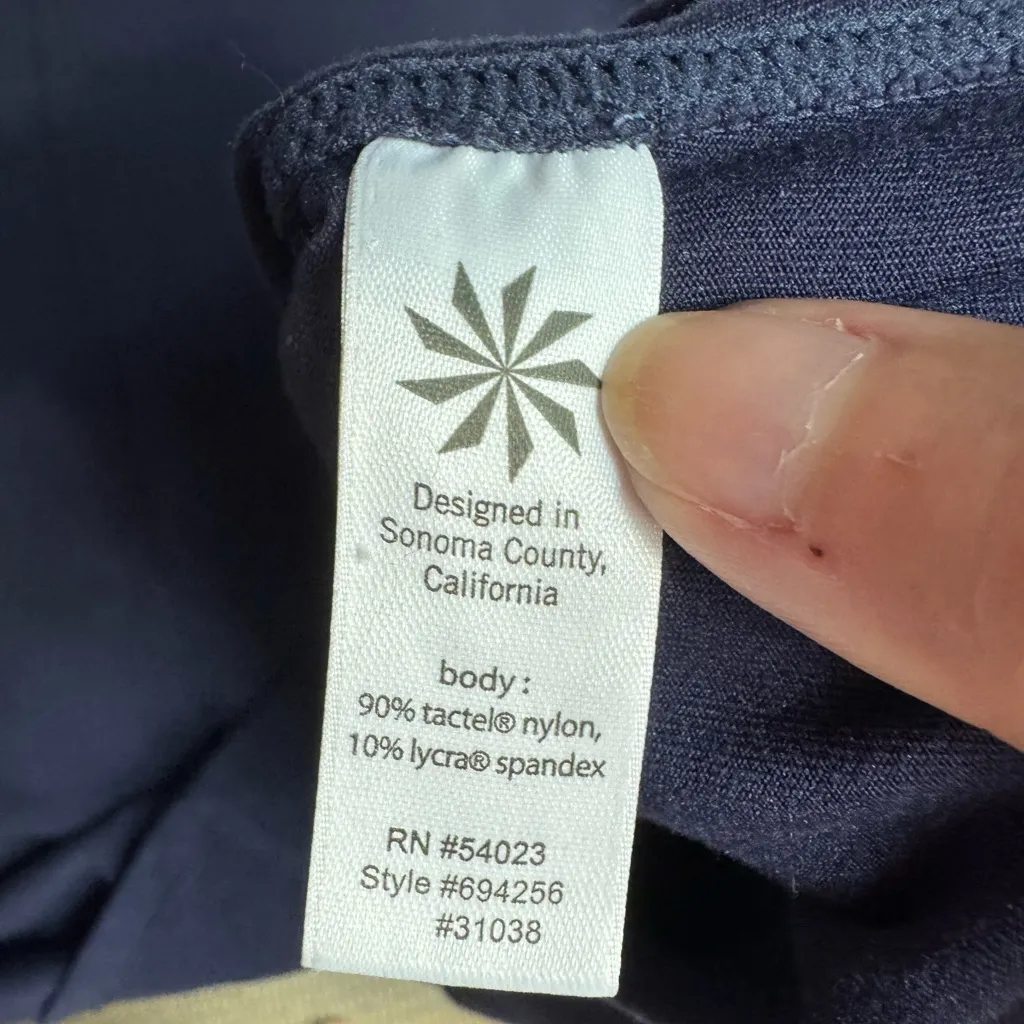 Designed in
Sonoma County,
California
body :
90% tactel® nylon,
10% lycra® spandex
RN #54023
Style #694256
#31038